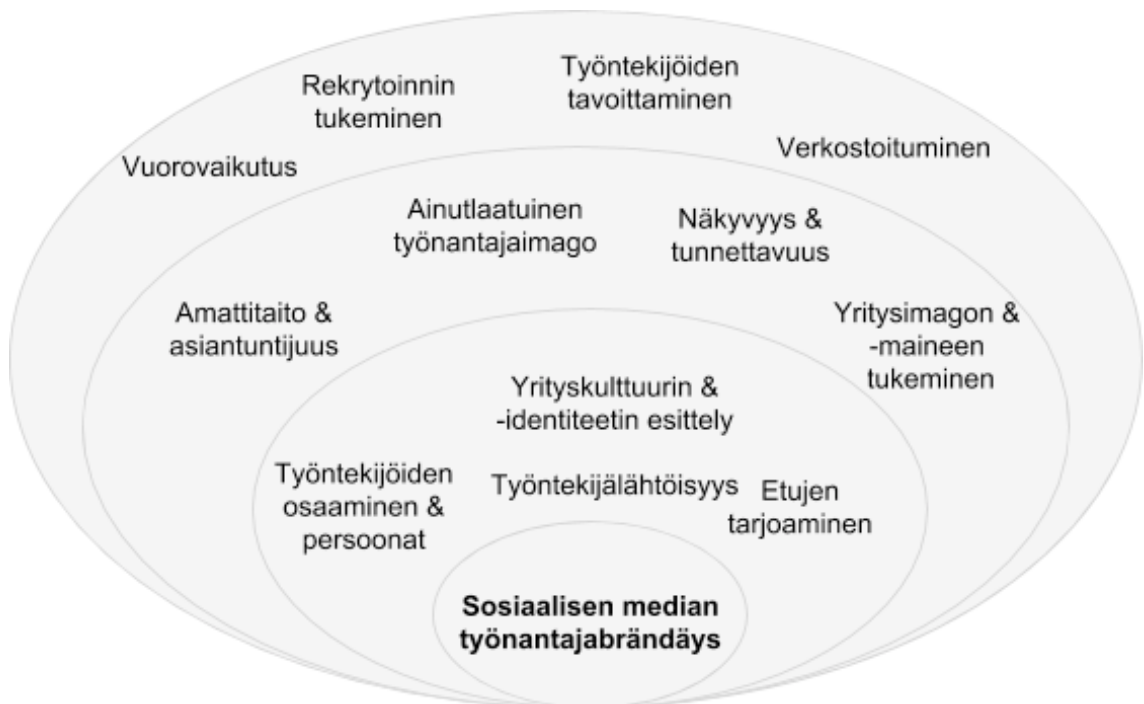 Rekrytoinnin
tukeminen
Työntekijöiden
tavoittaminen
Vuorovaikutus
Verkostoituminen
Ainutlaatuinen
työnantajaimago
Näkyvyys &
tunnettavuus
Amattitaito &
asiantuntijuus
Yritysimagon &
-maineen
tukeminen
Yrityskulttuurin &
-identiteetin esittely
Työntekijöiden
osaaminen &
persoonat
Työntekijälähtöisyys
Etujen
tarjoaminen
Sosiaalisen median
työnantajabrändäys